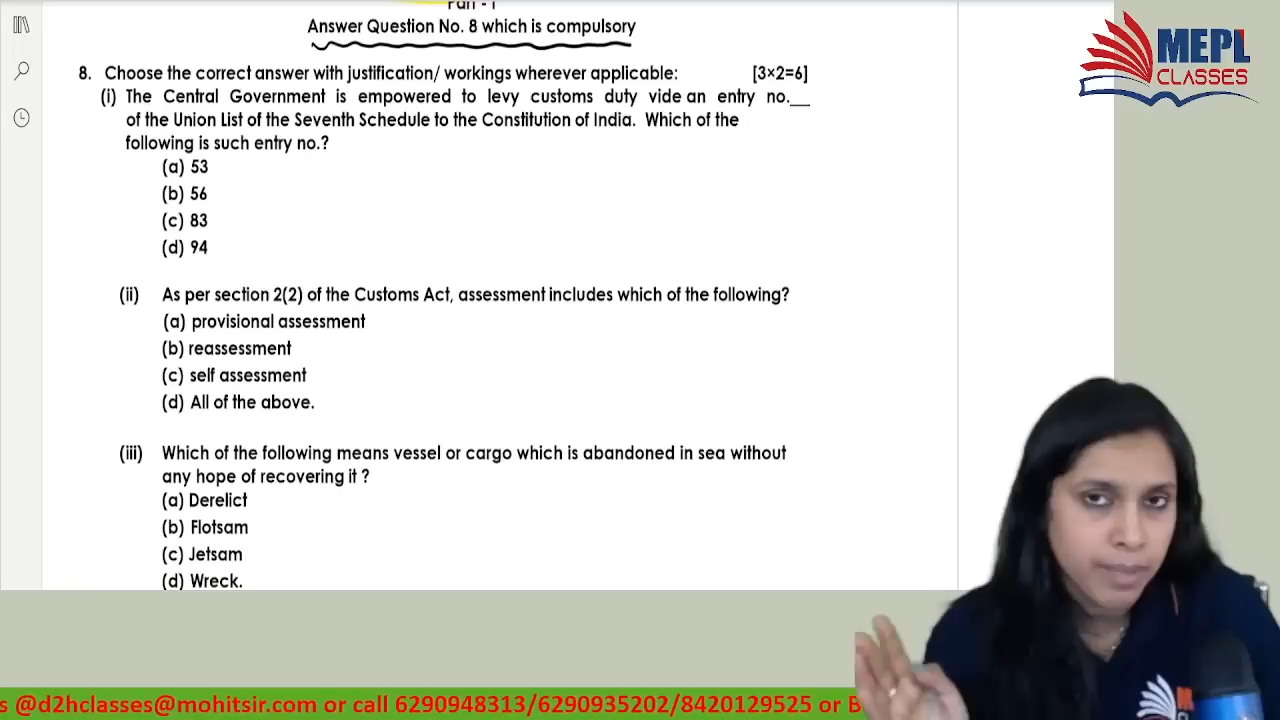 Part - I
Answer Question No. 8 which is compulsory
8. Choose the correct answer with justification/ workings wherever applicable: [3×2=6]
(i) The Central Government is empowered to levy customs duty vide an entry no.__
of the Union List of the Seventh Schedule to the Constitution of India. Which of the
following is such entry no.?
(a) 53
(b) 56
(c) 83
(d) 94
(ii) As per section 2(2) of the Customs Act, assessment includes which of the following?
(a) provisional assessment
(b) reassessment
(c) self assessment
(d) All of the above.
(iii) Which of the following means vessel or cargo which is abandoned in sea without
any hope of recovering it ?
(a) Derelict
(b) Flotsam
(c) Jetsam
(d) Wreck.
MEPL
CLASSES
s @d2hclasses@mohitsir.com or call 6290948313/6290935202/8420129525 or B